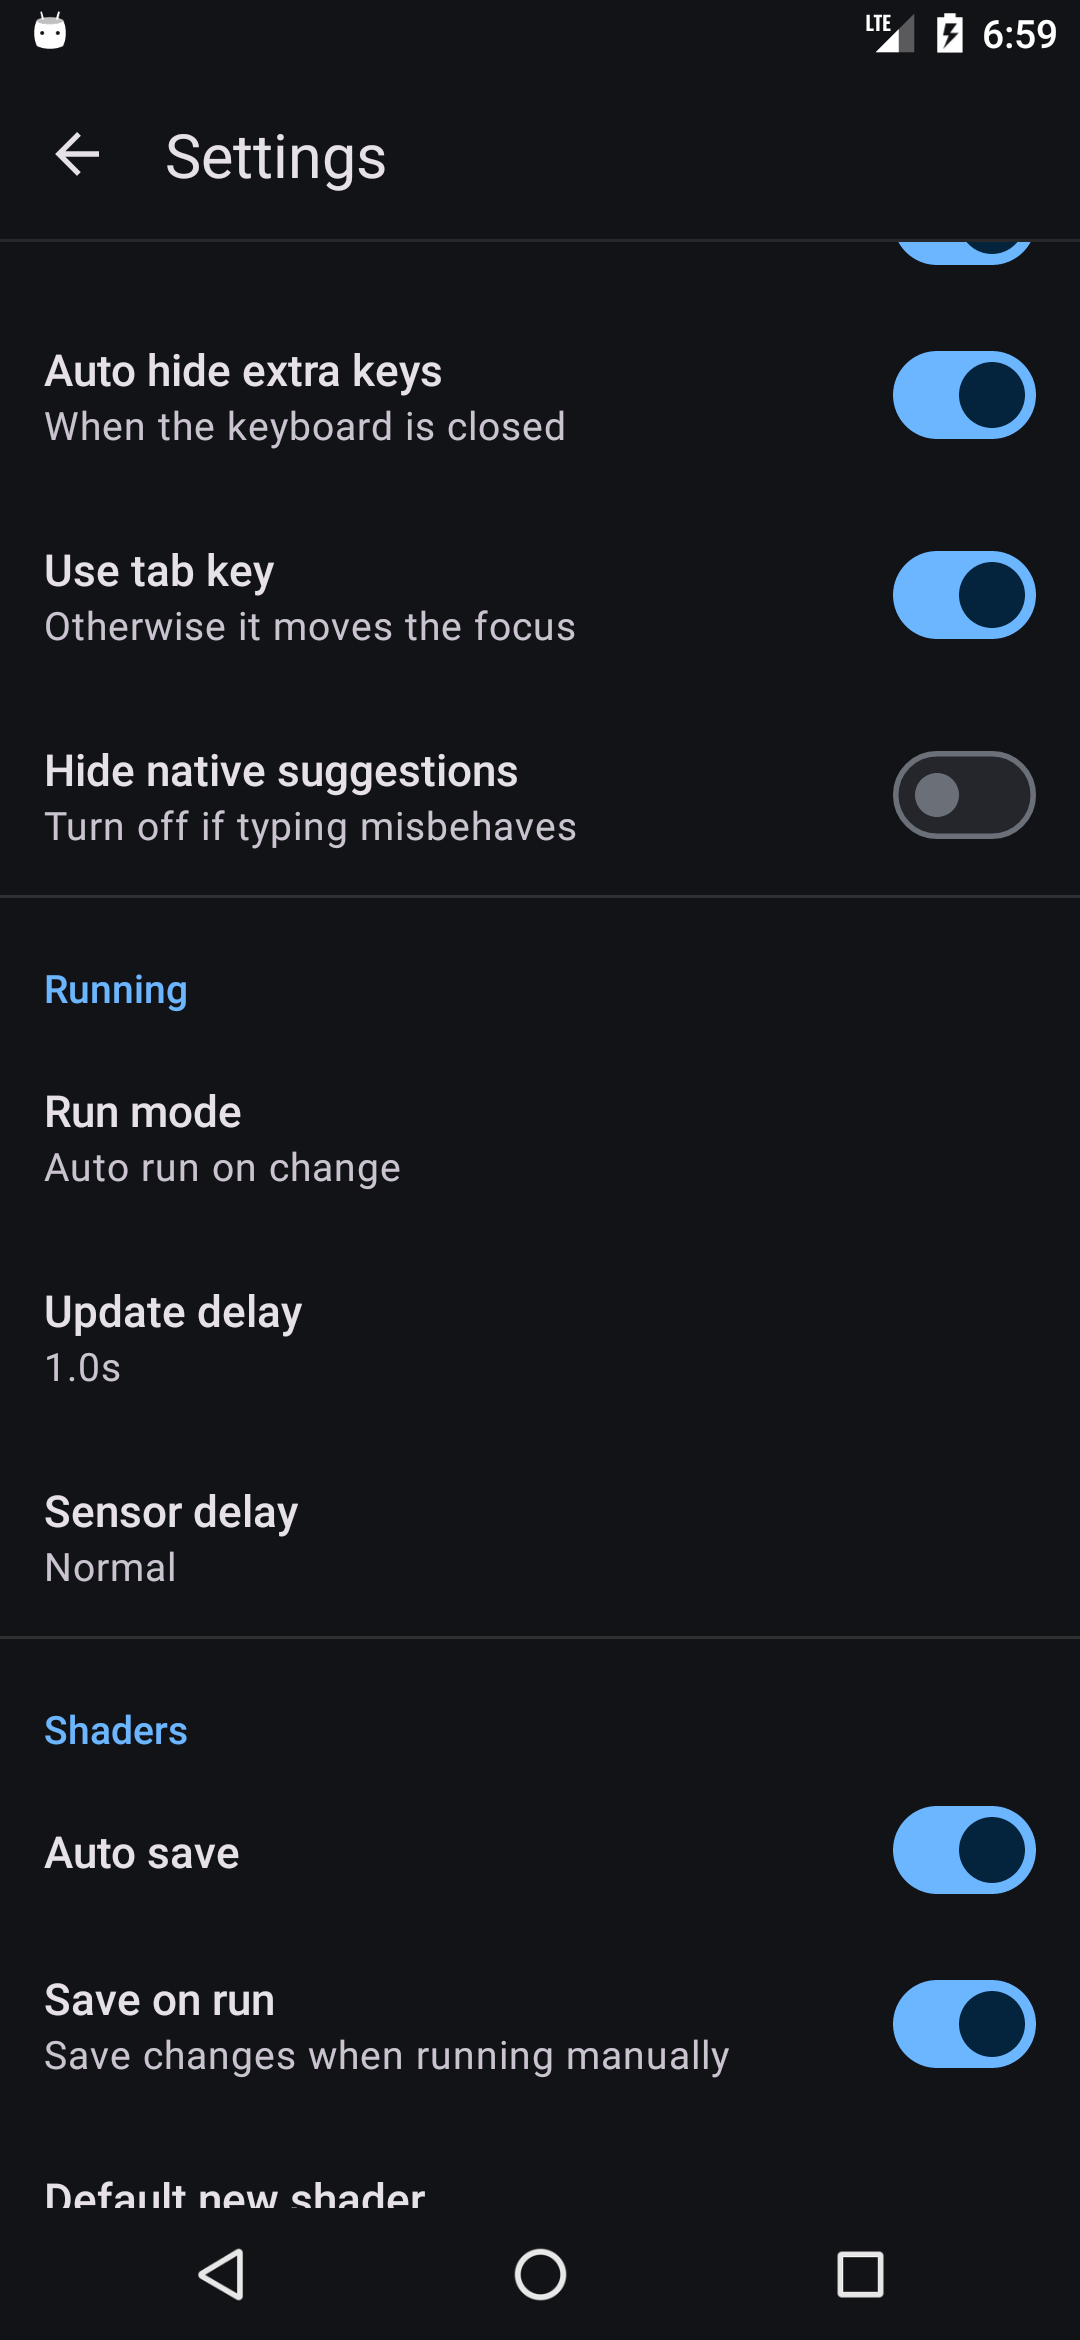 LTE 6:59
Settings
Auto hide extra keys
When the keyboard is closed
Use tab key
Otherwise it moves the focus
Hide native suggestions
Turn off if typing misbehaves
Running
Run mode
Auto run on change
Update delay
1.0s
Sensor delay
Normal
Shaders
Auto save
Save on run
Save changes when running manually
Default new shader